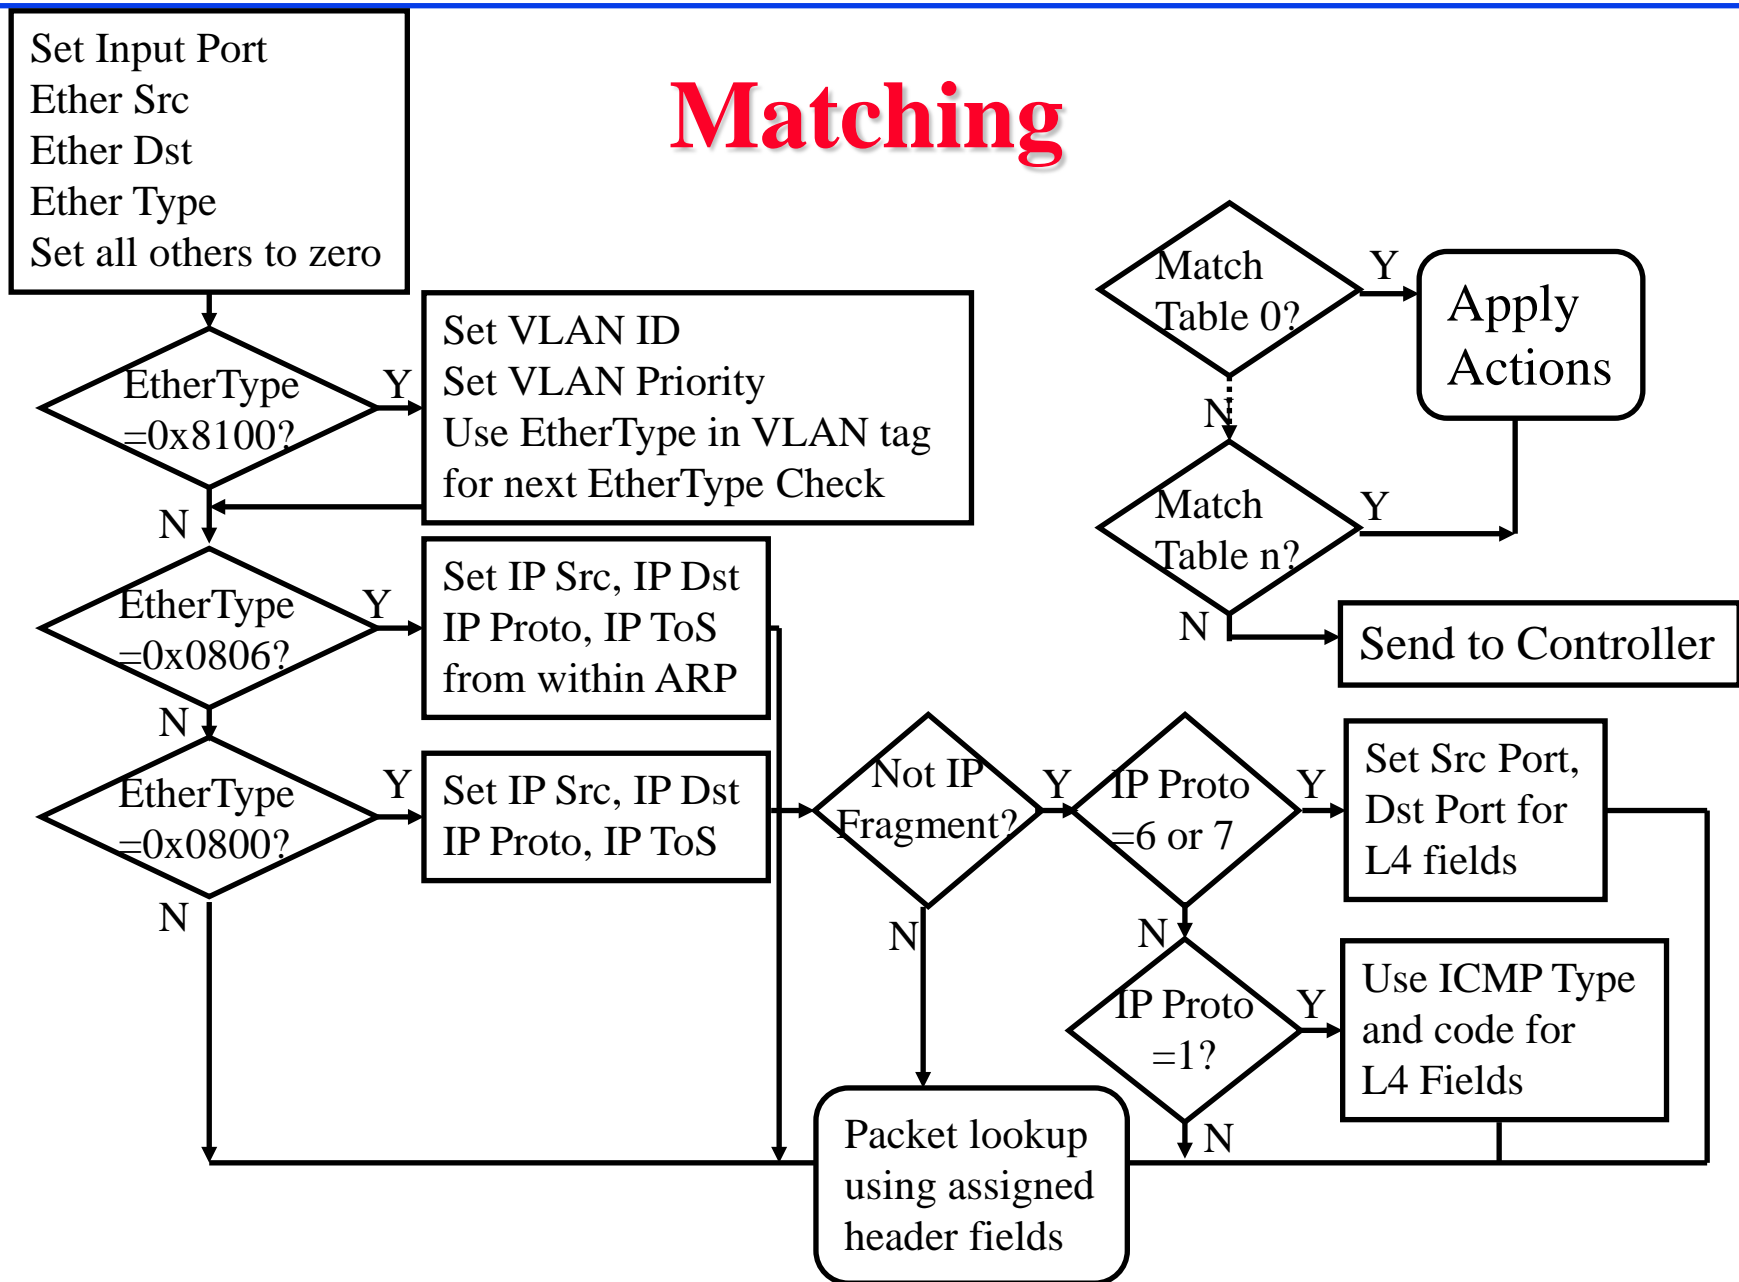 Matching
Set Input Port
Ether Src
Ether Dst
Ether Type
Set all others to zero
EtherType
=0x8100?
Y
N
Set VLAN ID
Set VLAN Priority
Use EtherType in VLAN tag
for next EtherType Check
EtherType
=0x0806?
Y
N
Set IP Src, IP Dst
IP Proto, IP ToS
from within ARP
EtherType
=0x0800?
Y
N
Set IP Src, IP Dst
IP Proto, IP ToS
Not IP
Fragment?
Y
N
IP Proto
=6 or 7
Y
N
Set Src Port,
Dst Port for
L4 fields
IP Proto
=1?
Y
N
Use ICMP Type
and code for
L4 Fields
Packet lookup
using assigned
header fields
Match
Table 0?
Y
N
Apply
Actions
Match
Table n?
Y
N
Send to Controller